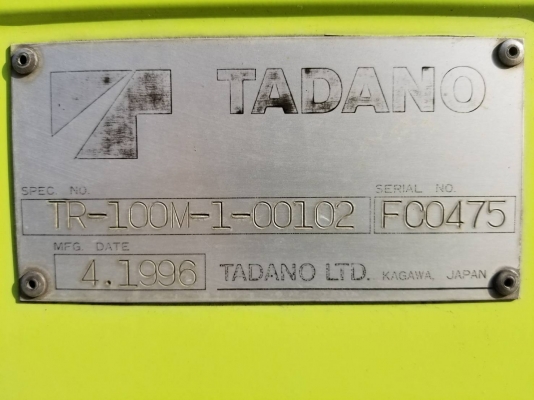 TADANO
SPEC NO. SERIAL NO.
TR-100M-1-00102 FC0475
MFG. DATE
4.1996 TADANO LTD. KAGAWA, JAPAN